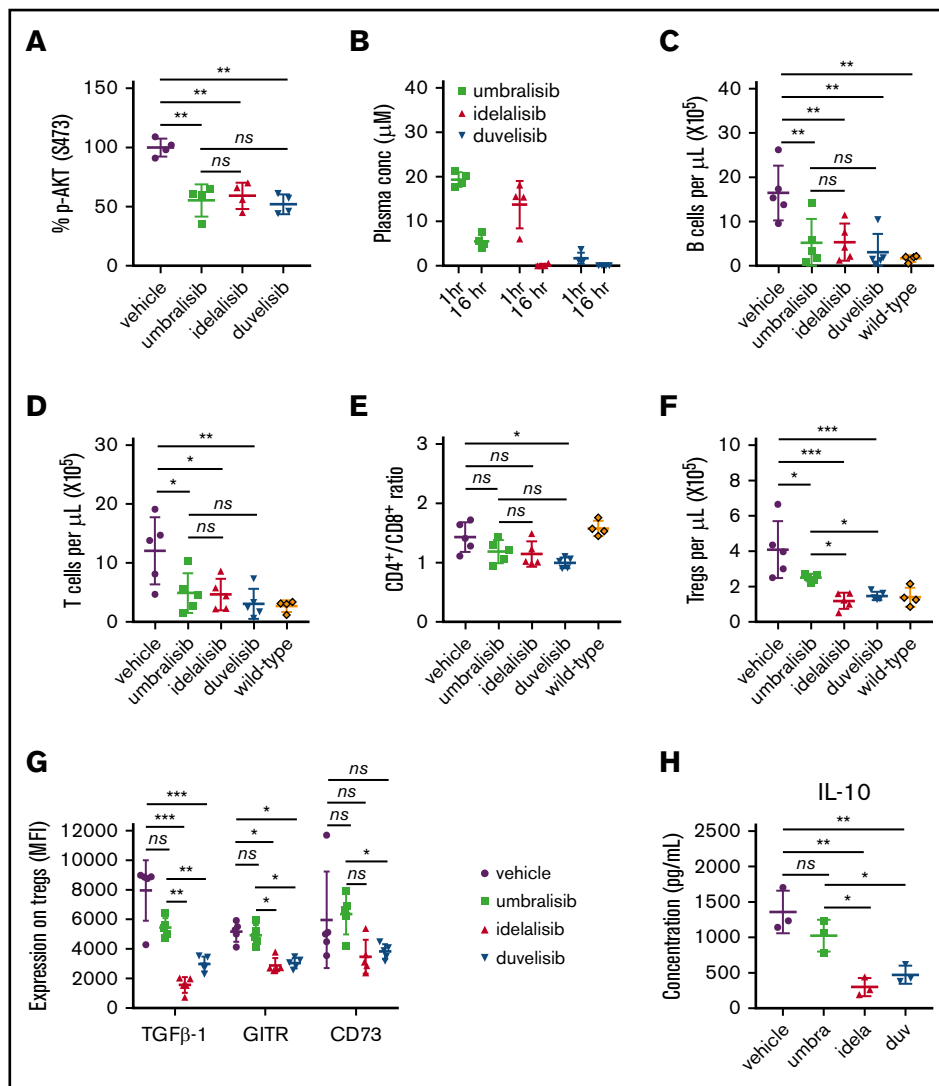 A
% p-AKT (S473)
150
100
50
0
**
**
**
ns
ns
vehicle
umbralisib
idelalisib
duvelisib
B
Plasma conc (μM)
40
30
20
10
0
umbralisib
idelalisib
duvelisib
1hr
16 hr
1hr
16 hr
1hr
16 hr
C
B cells per μL (X10⁵)
40
30
20
10
0
**
**
**
**
ns
ns
vehicle
umbralisib
idelalisib
duvelisib
wild-type
D
T cells per μL (X10⁵)
30
20
10
0
**
*
*
ns
ns
vehicle
umbralisib
idelalisib
duvelisib
wild-type
E
CD4⁺/CD8⁺ ratio
3
2
1
0
*
ns
ns
ns
ns
vehicle
umbralisib
idelalisib
duvelisib
wild-type
F
Tregs per μL (X10⁵)
10
8
6
4
2
0
***
***
*
*
*
vehicle
umbralisib
idelalisib
duvelisib
wild-type
G
Expression on tregs (MFI)
12000
10000
8000
6000
4000
2000
0
***
***
ns
**
**
*
*
ns
*
*
ns
ns
ns
*
ns
TGFβ-1
GITR
CD73
vehicle
umbralisib
idelalisib
duvelisib
H
IL-10
Concentration (pg/mL)
2500
2000
1500
1000
500
0
**
**
ns
*
*
vehicle
umbra
idela
duv